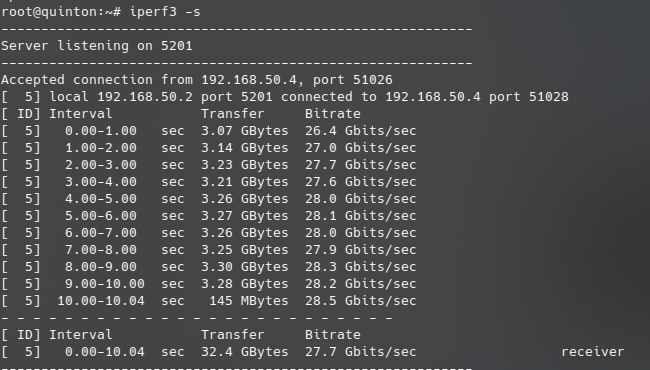 root@quinton:~# iperf3 -s
-----------------------------------------------------------
Server listening on 5201
-----------------------------------------------------------
Accepted connection from 192.168.50.4, port 51026
[  5] local 192.168.50.2 port 5201 connected to 192.168.50.4 port 51028
[ ID] Interval           Transfer     Bitrate
[  5]   0.00-1.00   sec  3.07 GBytes  26.4 Gbits/sec
[  5]   1.00-2.00   sec  3.14 GBytes  27.0 Gbits/sec
[  5]   2.00-3.00   sec  3.23 GBytes  27.7 Gbits/sec
[  5]   3.00-4.00   sec  3.21 GBytes  27.6 Gbits/sec
[  5]   4.00-5.00   sec  3.26 GBytes  28.0 Gbits/sec
[  5]   5.00-6.00   sec  3.27 GBytes  28.1 Gbits/sec
[  5]   6.00-7.00   sec  3.26 GBytes  28.0 Gbits/sec
[  5]   7.00-8.00   sec  3.25 GBytes  27.9 Gbits/sec
[  5]   8.00-9.00   sec  3.30 GBytes  28.3 Gbits/sec
[  5]   9.00-10.00  sec  3.28 GBytes  28.2 Gbits/sec
[  5]  10.00-10.04  sec   145 MBytes  28.5 Gbits/sec
- - - - - - - - - - - - - - - - - - - - - - - - -
[ ID] Interval           Transfer     Bitrate
[  5]   0.00-10.04  sec  32.4 GBytes  27.7 Gbits/sec                  receiver
-----------------------------------------------------------